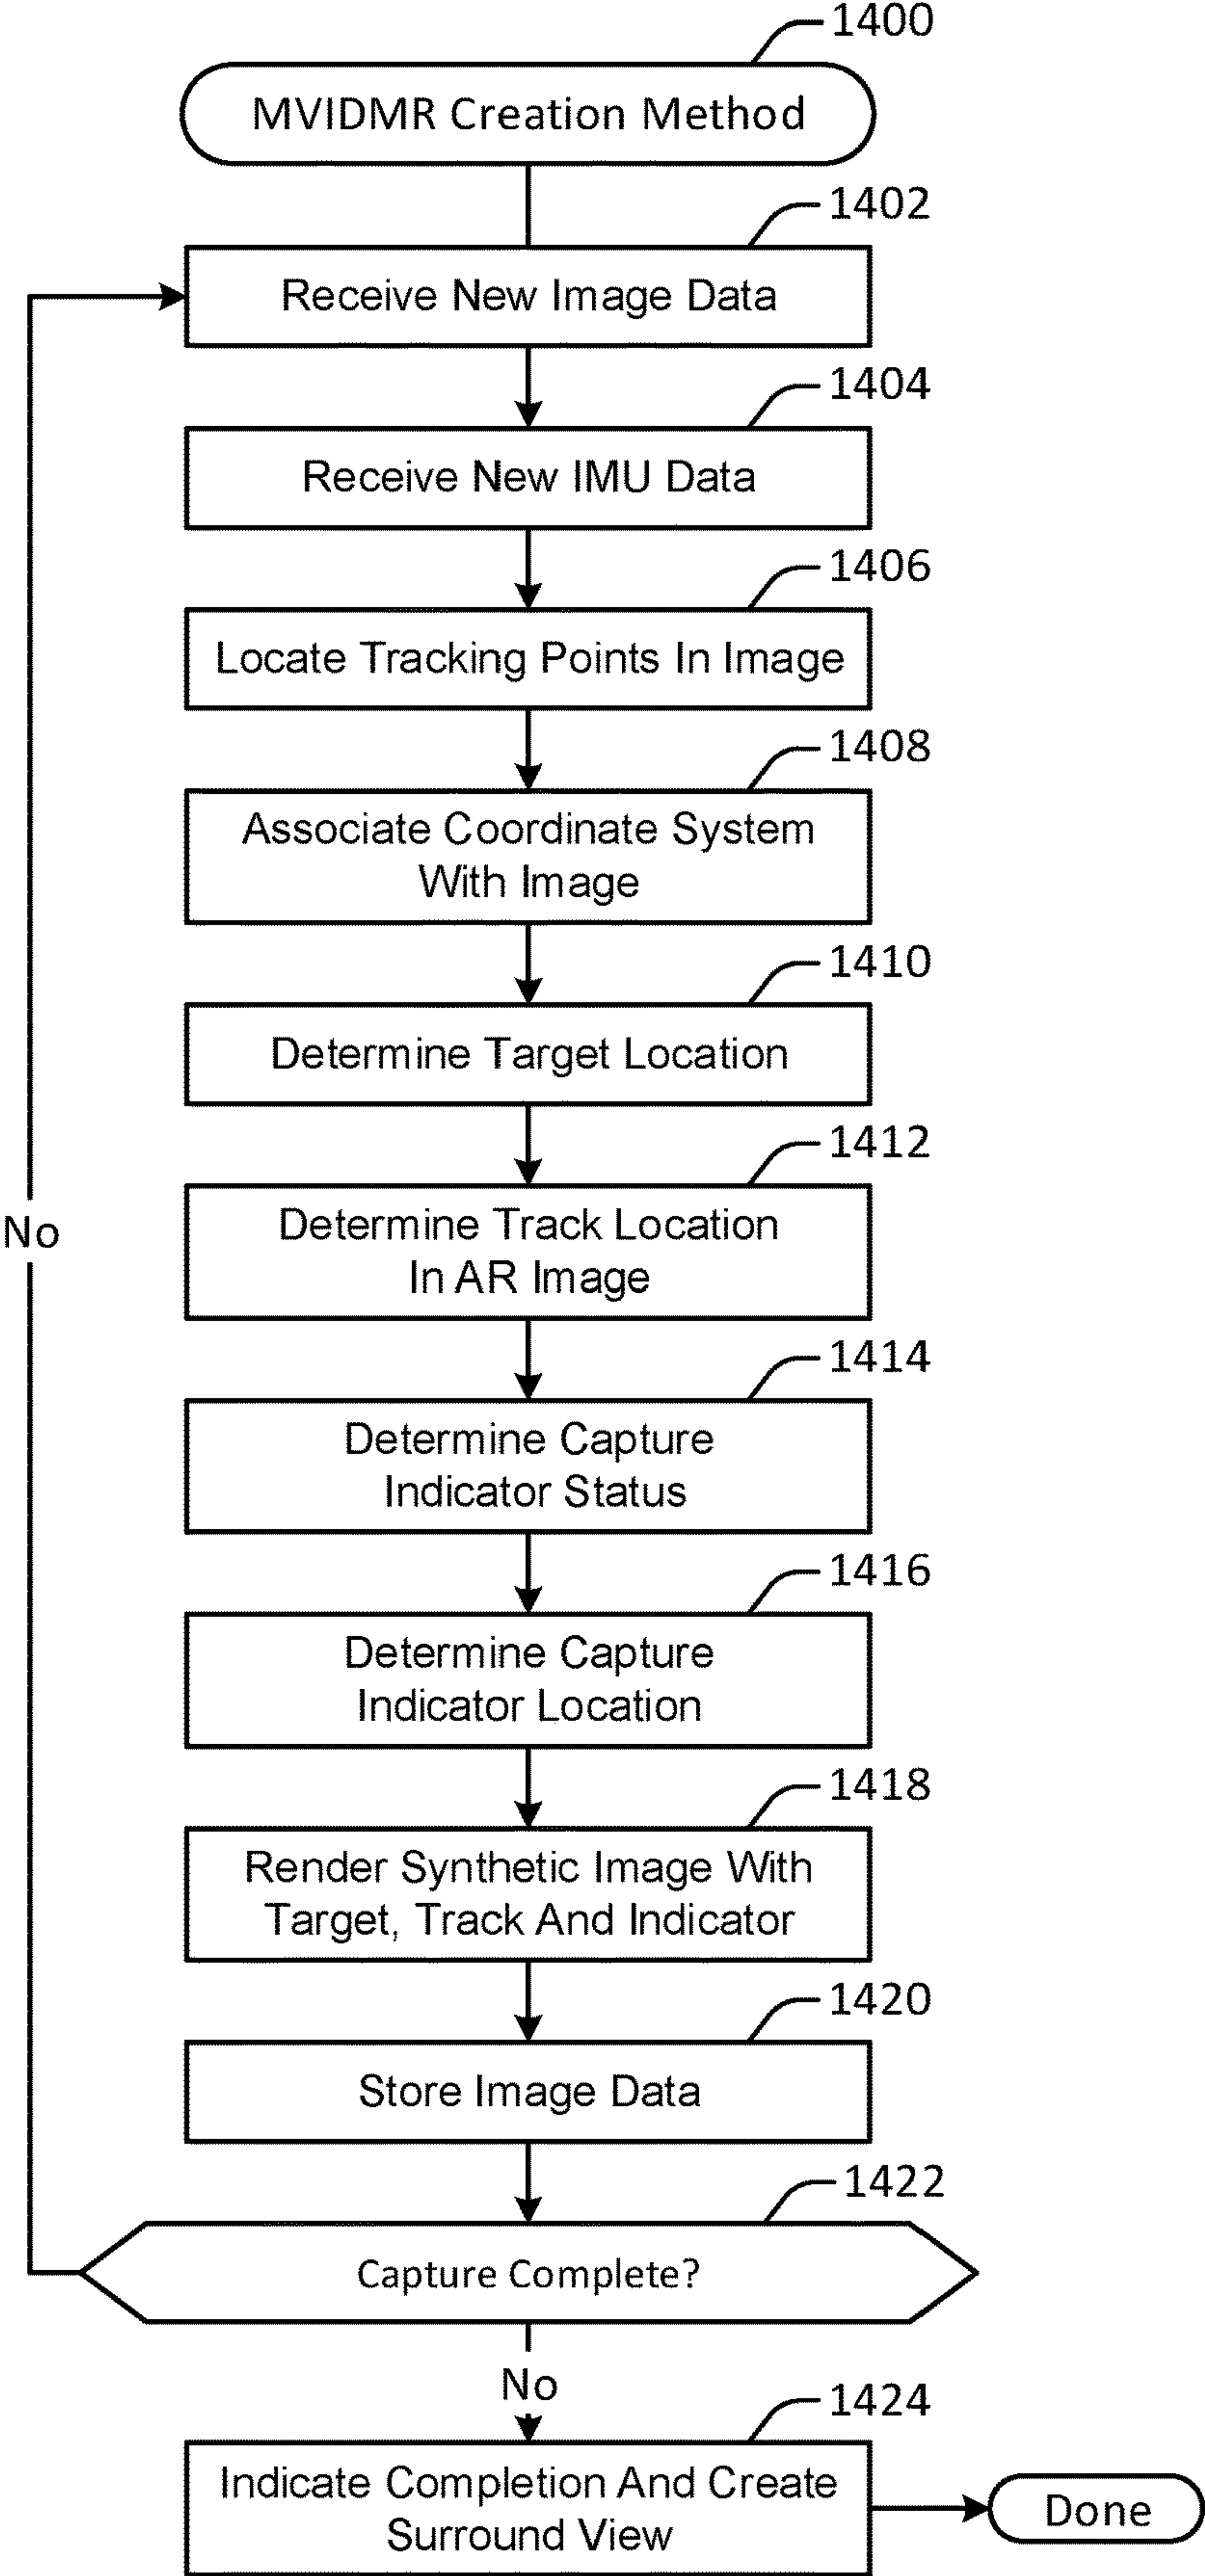 1400
MVIDMR Creation Method
1402
Receive New Image Data
1404
Receive New IMU Data
1406
Locate Tracking Points In Image
1408
Associate Coordinate System
With Image
1410
Determine Target Location
1412
Determine Track Location
In AR Image
No
1414
Determine Capture
Indicator Status
1416
Determine Capture
Indicator Location
1418
Render Synthetic Image With
Target, Track And Indicator
1420
Store Image Data
1422
Capture Complete?
No
1424
Indicate Completion And Create
Surround View
Done